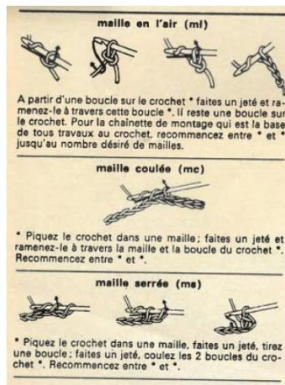 maille en l'air (ml)
A partir d'une boucle sur le crochet * faites un jeté et ra-
menez-le à travers cette boucle *. Il reste une boucle sur
le crochet. Pour la chaînette de montage qui est la base
de tous travaux au crochet, recommencez entre * et *
jusqu'au nombre désiré de mailles.
maille coulée (mc)
* Piquez le crochet dans une maille; faites un jeté et
ramenez-le à travers la maille et la boucle du crochet *.
Recommencez entre * et *.
maille serrée (ms)
* Piquez le crochet dans une maille, faites un jeté, tirez
une boucle; faites un jeté, coulez les 2 boucles du cro-
chet *. Recommencez entre * et *.